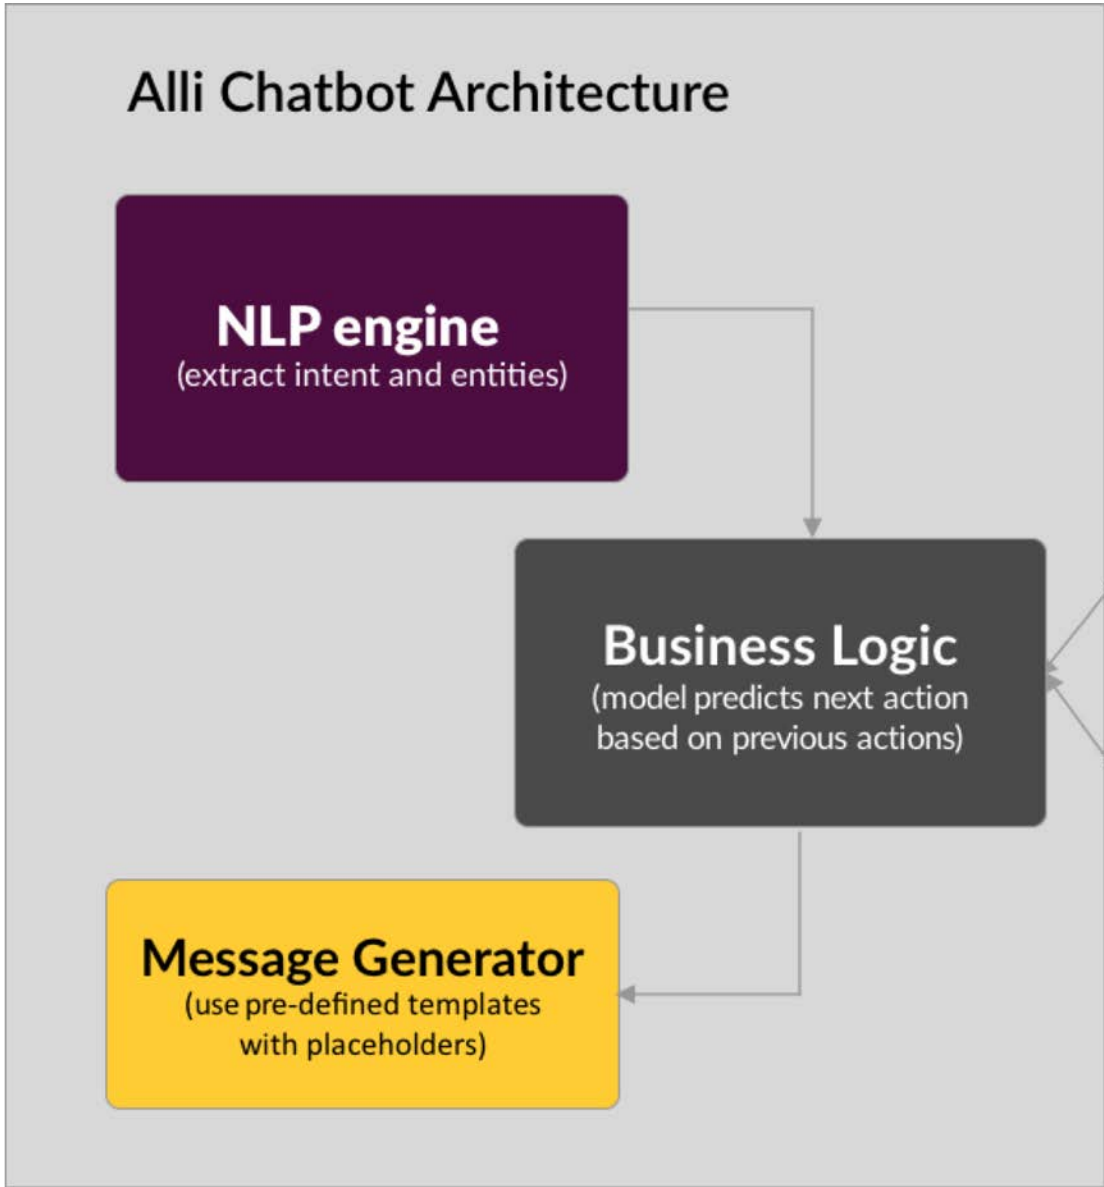 Alli Chatbot Architecture
NLP engine
(extract intent and entities)
Business Logic
(model predicts next action
based on previous actions)
Message Generator
(use pre-defined templates
with placeholders)